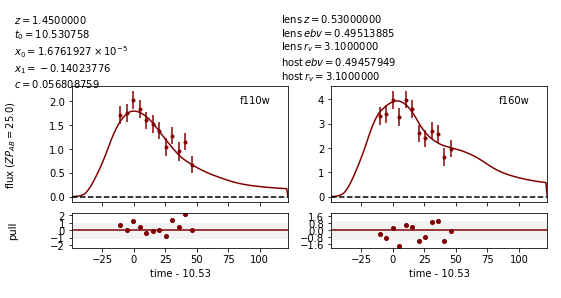 z = 1.4500000
t₀ = 10.530758
x₀ = 1.6761927 × 10⁻⁵
x₁ = −0.14023776
c = 0.056808759
lens z = 0.53000000
lens ebv = 0.49513885
lens r_v = 3.1000000
host ebv = 0.49457949
host r_v = 3.1000000
flux (ZP_AB = 25.0)
2.0
1.5
1.0
0.5
0.0
f110w
4
3
2
1
0
f160w
pull
2
1
0
−1
−2
−25 0 25 50 75 100
time - 10.53
1.6
0.8
0.0
−0.8
−1.6
−25 0 25 50 75 100
time - 10.53